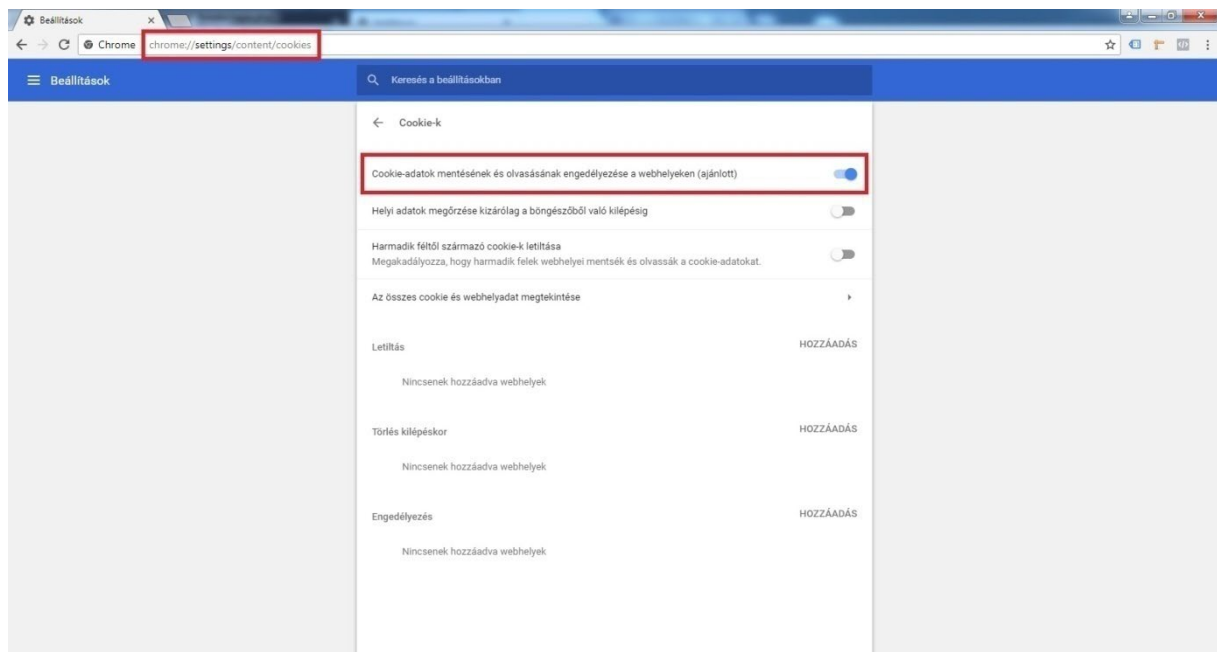 Beállítások
Chrome chrome://settings/content/cookies
Beállítások
Keresés a beállításokban
Cookie-k
Cookie-adatok mentésének és olvasásának engedélyezése a webhelyeken (ajánlott)
Helyi adatok megőrzése kizárólag a böngészőből való kilépésig
Harmadik féltől származó cookie-k letiltása
Megakadályozza, hogy harmadik felek webhelyei mentsék és olvassák a cookie-adatokat.
Az összes cookie és webhelyadat megtekintése
Letiltás HOZZÁADÁS
Nincsenek hozzáadva webhelyek
Törlés kilépéskor HOZZÁADÁS
Nincsenek hozzáadva webhelyek
Engedélyezés HOZZÁADÁS
Nincsenek hozzáadva webhelyek